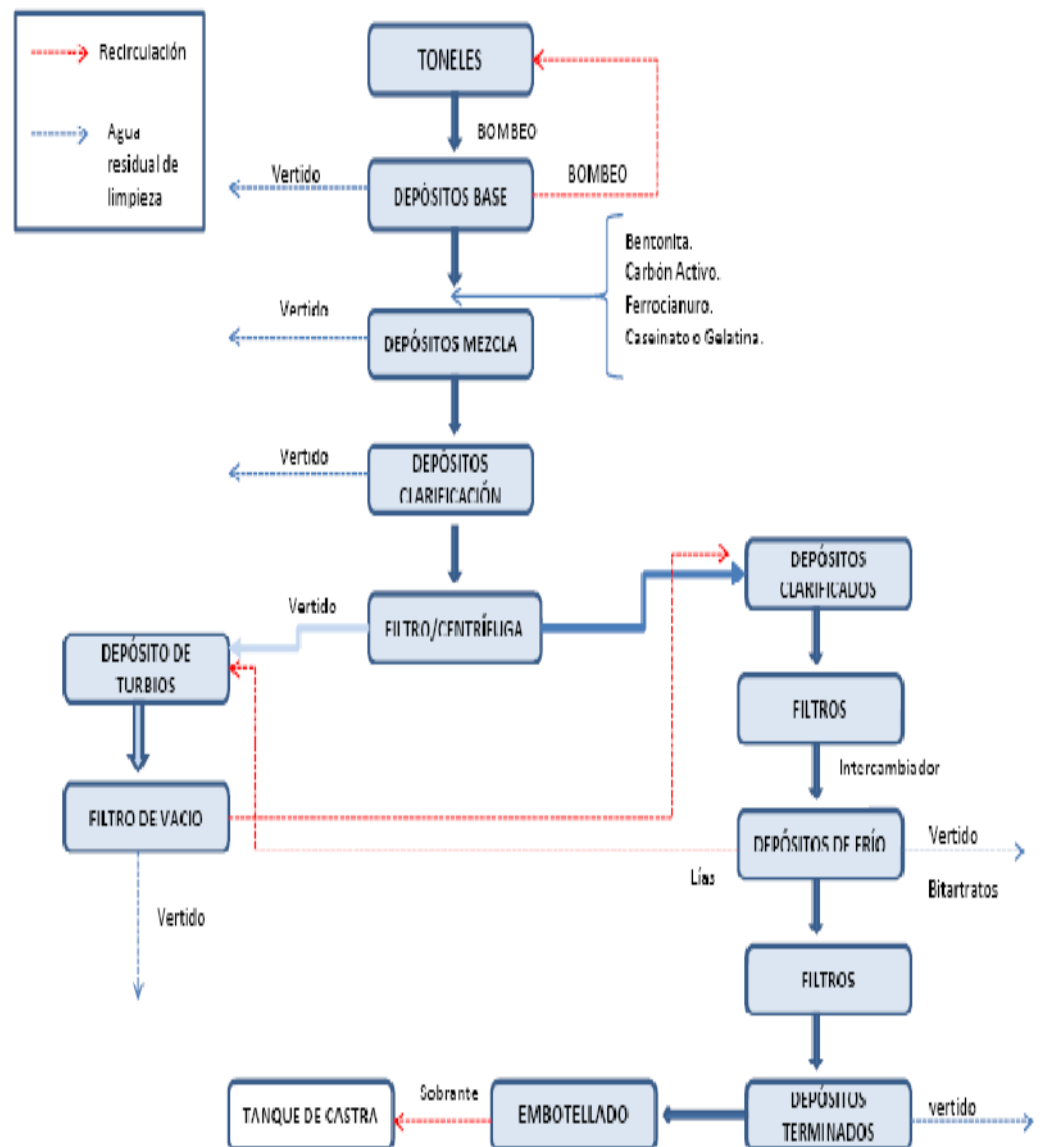 Recirculación
Agua
residual de
limpieza
TONELES
BOMBEO
Vertido
DEPÓSITOS BASE
BOMBEO
Bentonita.
Carbón Activo.
Ferrocianuro.
Caseinato o Gelatina.
Vertido
DEPÓSITOS MEZCLA
Vertido
DEPÓSITOS
CLARIFICACIÓN
DEPÓSITOS
CLARIFICADOS
Vertido
FILTRO/CENTRÍFUGA
DEPÓSITO DE
TURBIOS
FILTROS
Intercambiador
FILTRO DE VACIO
DEPÓSITOS DE FRÍO
Vertido
Lías
Bitartratos
Vertido
FILTROS
TANQUE DE CASTRA
Sobrante
EMBOTELLADO
DEPÓSITOS
TERMINADOS
vertido